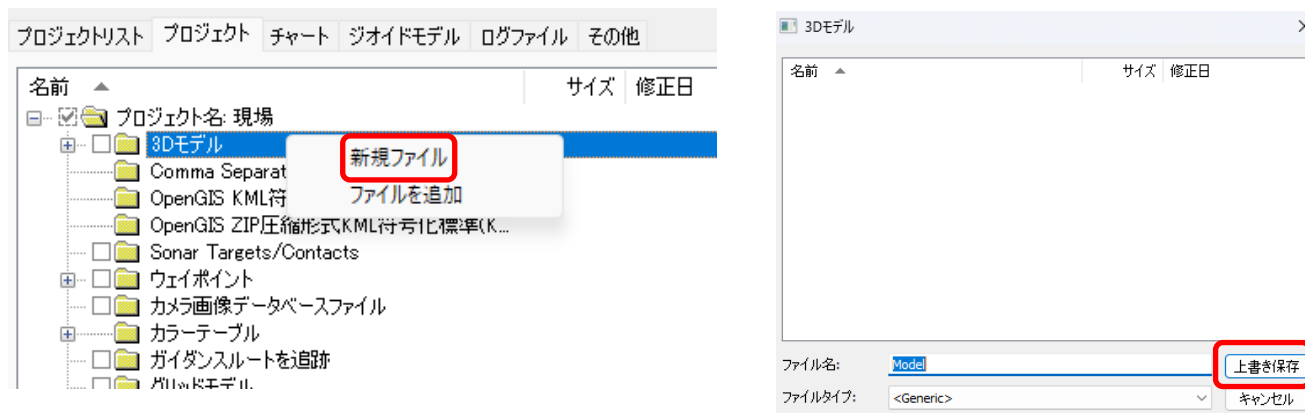 プロジェクトリスト プロジェクト チャート ジオイドモデル ログファイル その他
名前 サイズ 修正日
プロジェクト名: 現場
3Dモデル
新規ファイル
ファイルを追加
Comma Separat
OpenGIS KML符
OpenGIS ZIP圧縮形式KML符号化標準(K...
Sonar Targets/Contacts
ウェイポイント
カメラ画像データベースファイル
カラーテーブル
ガイダンスルートを追跡
グリッドモデル
3Dモデル
名前 サイズ 修正日
ファイル名: Model 上書き保存
ファイルタイプ: <Generic> キャンセル